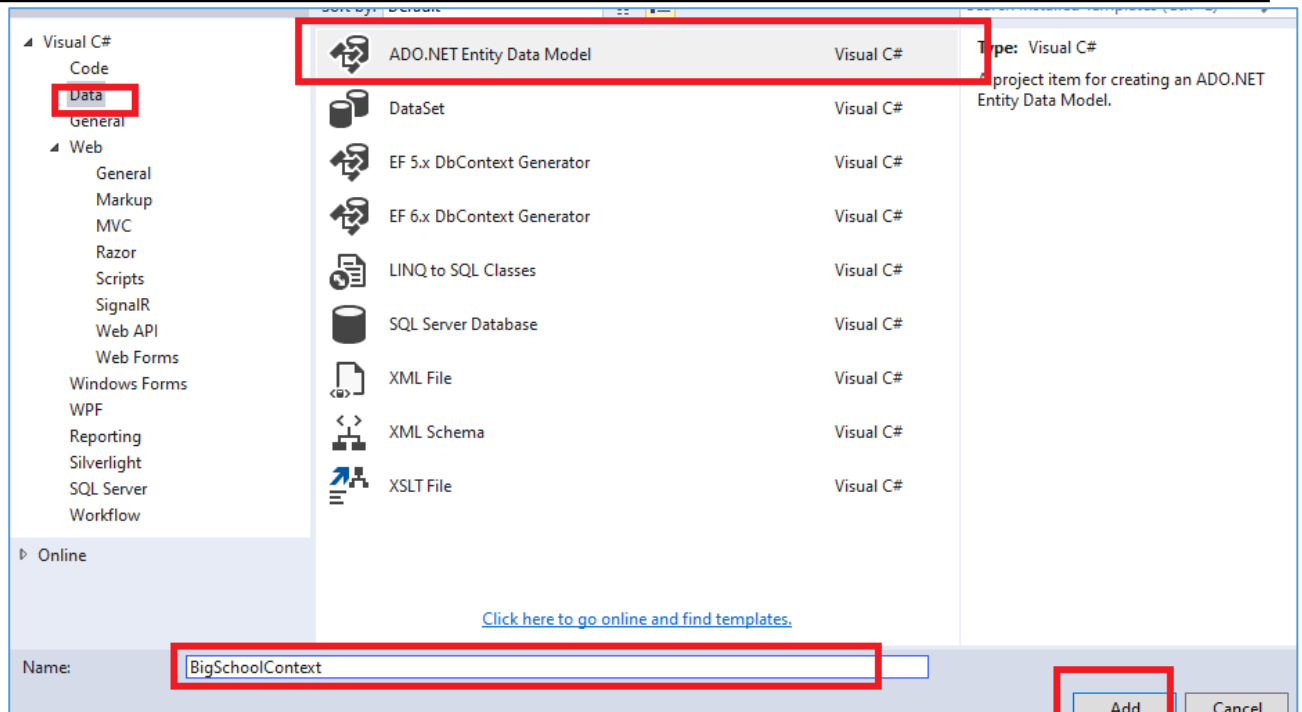 Sort by: Default
Visual C#
Code
Data
General
Web
General
Markup
MVC
Razor
Scripts
SignalR
Web API
Web Forms
Windows Forms
WPF
Reporting
Silverlight
SQL Server
Workflow
Online
ADO.NET Entity Data Model Visual C#
DataSet Visual C#
EF 5.x DbContext Generator Visual C#
EF 6.x DbContext Generator Visual C#
LINQ to SQL Classes Visual C#
SQL Server Database Visual C#
XML File Visual C#
XML Schema Visual C#
XSLT File Visual C#
Click here to go online and find templates.
Type: Visual C#
A project item for creating an ADO.NET
Entity Data Model.
Name: BigSchoolContext
Add Cancel